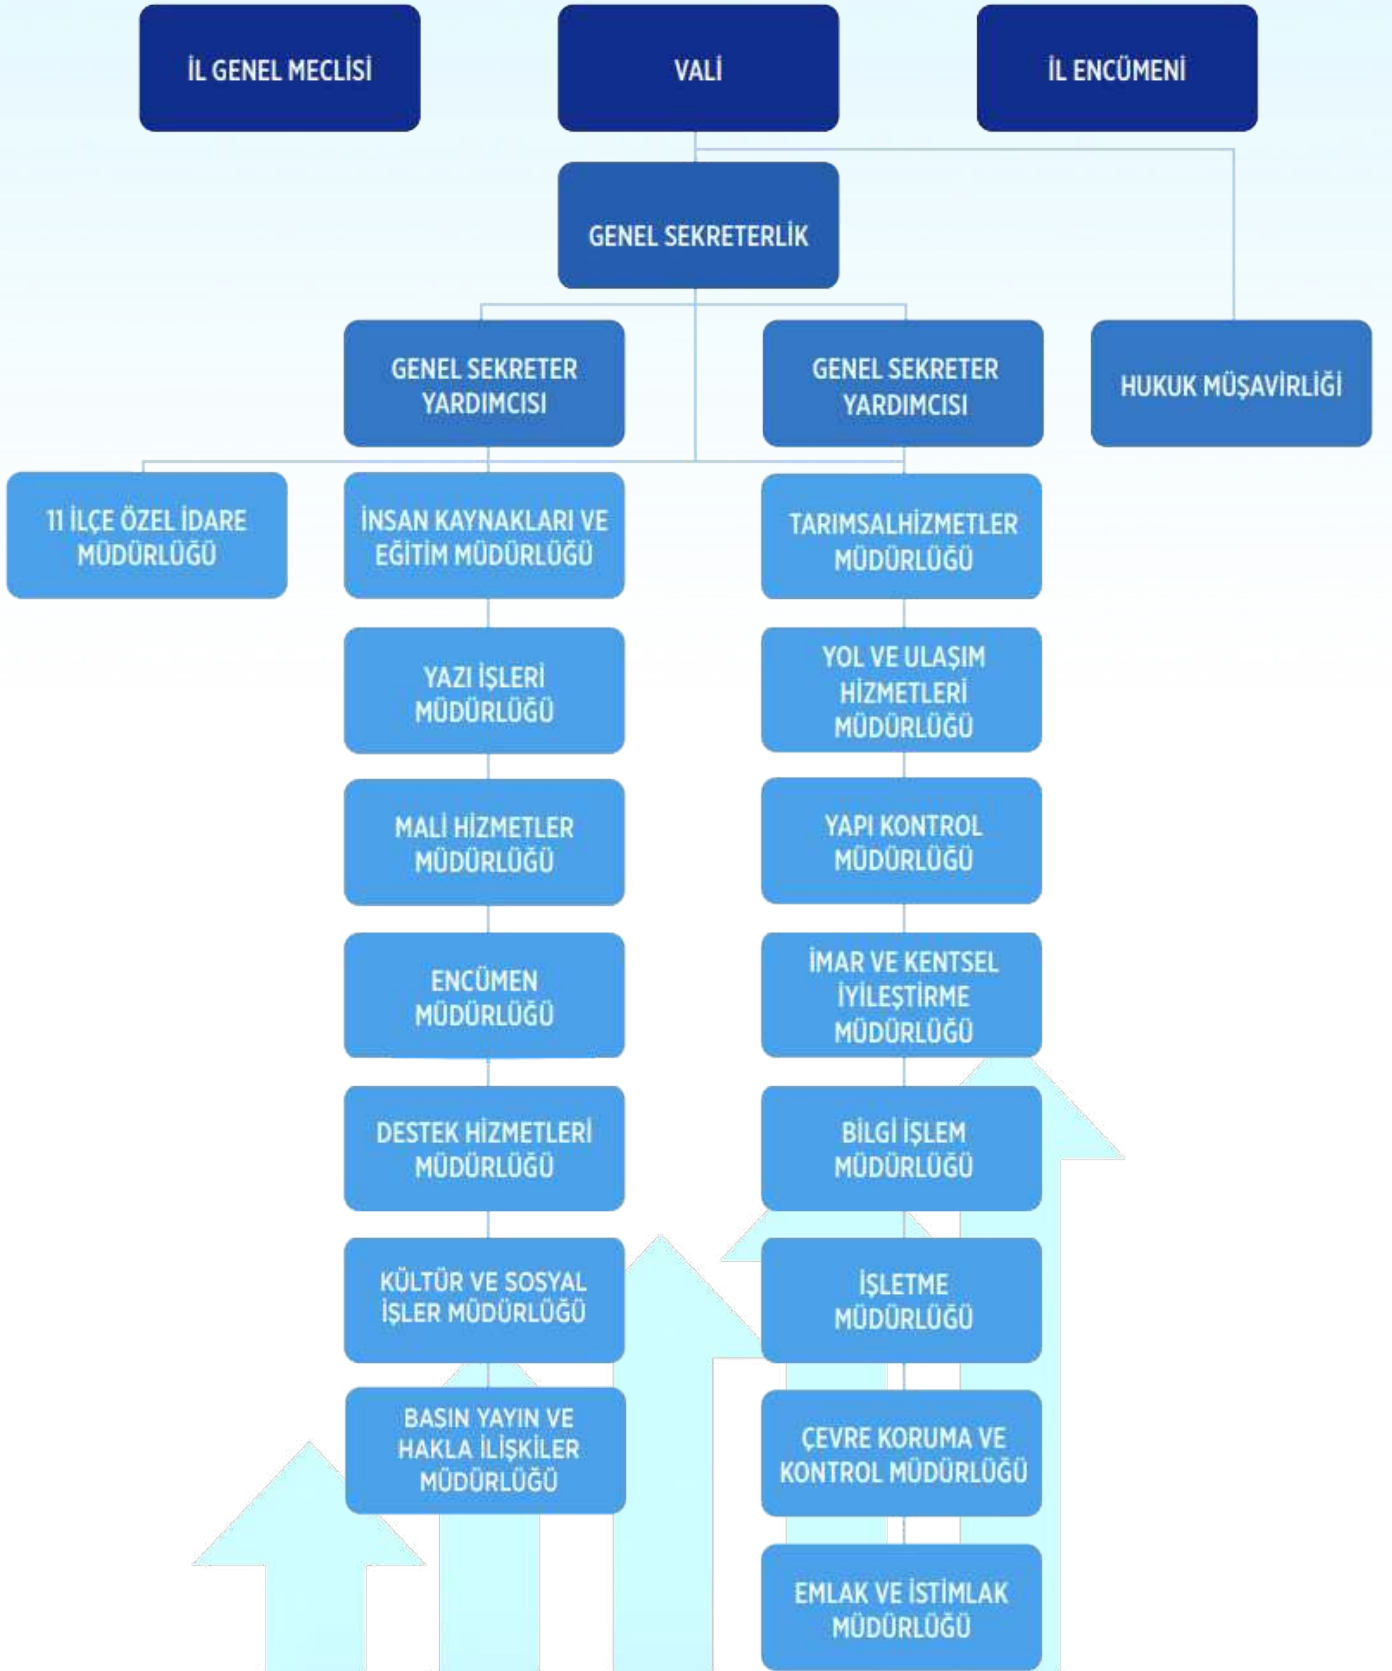 İL GENEL MECLİSİ
VALİ
İL ENCÜMENİ
GENEL SEKRETERLİK
GENEL SEKRETER
YARDIMCISI
GENEL SEKRETER
YARDIMCISI
HUKUK MÜŞAVİRLİĞİ
11 İLÇE ÖZEL İDARE
MÜDÜRLÜĞÜ
İNSAN KAYNAKLARI VE
EĞİTİM MÜDÜRLÜĞÜ
TARIMSALHİZMETLER
MÜDÜRLÜĞÜ
YAZI İŞLERİ
MÜDÜRLÜĞÜ
YOL VE ULAŞIM
HİZMETLERİ
MÜDÜRLÜĞÜ
MALİ HİZMETLER
MÜDÜRLÜĞÜ
YAPI KONTROL
MÜDÜRLÜĞÜ
ENCÜMEN
MÜDÜRLÜĞÜ
İMAR VE KENTSEL
İYİLEŞTİRME
MÜDÜRLÜĞÜ
DESTEK HİZMETLERİ
MÜDÜRLÜĞÜ
BİLGİ İŞLEM
MÜDÜRLÜĞÜ
KÜLTÜR VE SOSYAL
İŞLER MÜDÜRLÜĞÜ
İŞLETME
MÜDÜRLÜĞÜ
BASIN YAYIN VE
HAKLA İLİŞKİLER
MÜDÜRLÜĞÜ
ÇEVRE KORUMA VE
KONTROL MÜDÜRLÜĞÜ
EMLAK VE İSTİMLAK
MÜDÜRLÜĞÜ